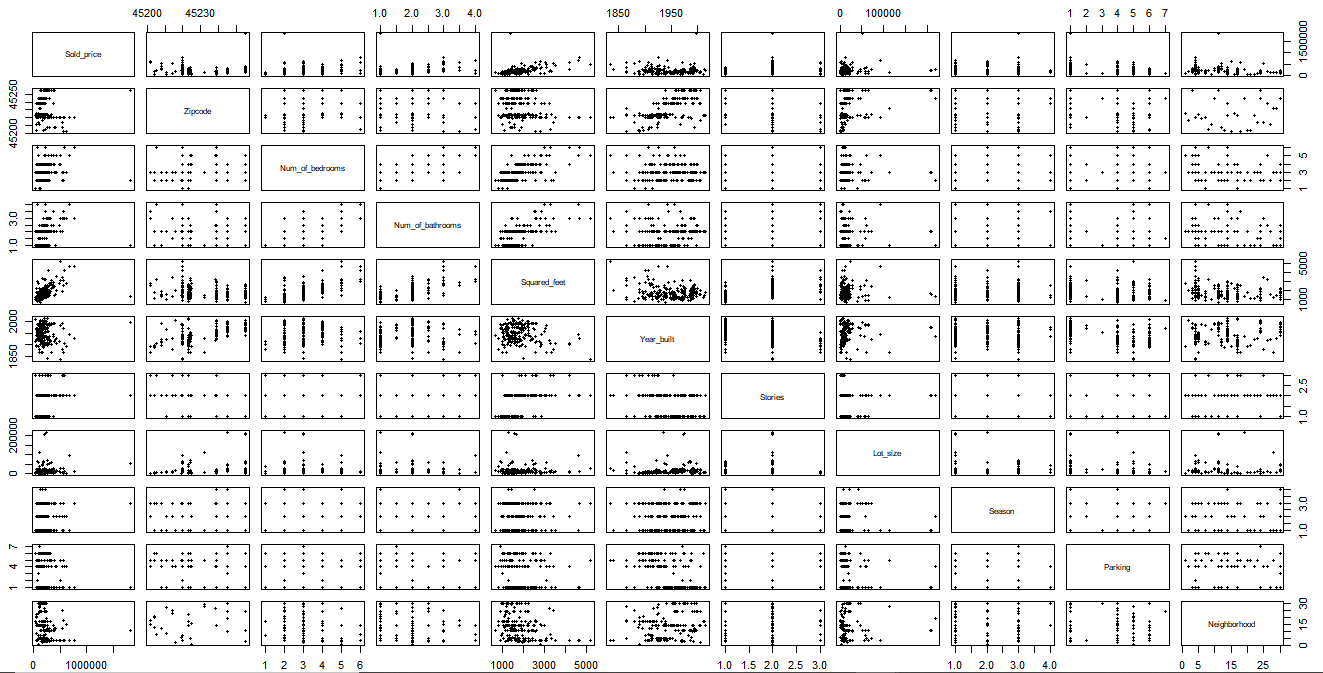 45200 45230 1.0 2.0 3.0 4.0 1850 1950 0 100000 1 2 3 4 5 6 7
Sold_price 0 1500000
45200 45250 Zipcode
Num_of_bedrooms 1 3 5
1.0 3.0 Num_of_bathrooms
Squared_feet 1000 5000
1850 2000 Year_built
Stories 1.0 2.5
0 200000 Lot_size
Season 1.0 3.0
1 4 7 Parking
Neighborhood 0 15 30
0 1000000 1 2 3 4 5 6 1000 3000 5000 1.0 1.5 2.0 2.5 3.0 1.0 2.0 3.0 4.0 0 5 15 25